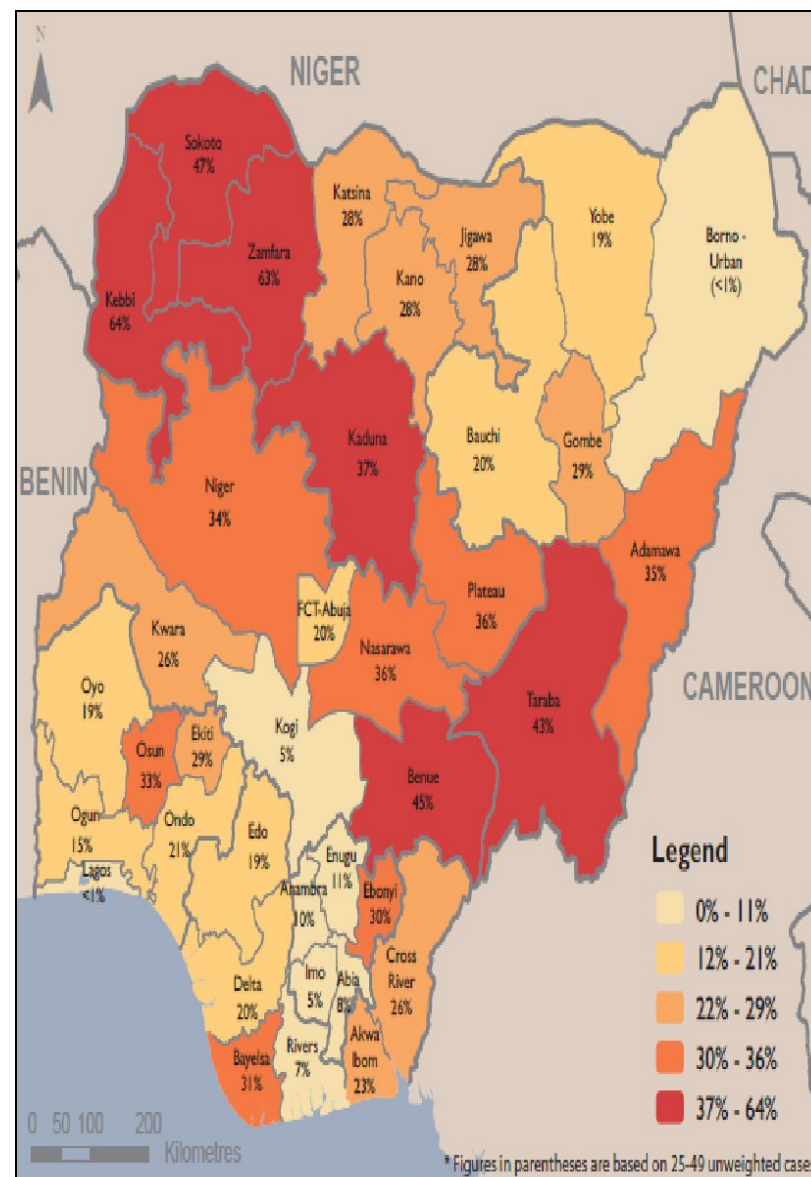 N
NIGER
CHAD
Sokoto
47%
Katsina
28%
Yobe
19%
Jigawa
28%
Borno -
Urban
(<1%)
Zamfara
63%
Kano
28%
Kebbi
64%
Kaduna
37%
Bauchi
20%
Gombe
29%
BENIN
Niger
34%
Adamawa
35%
Plateau
36%
FCT-Abuja
20%
Nasarawa
36%
Kwara
26%
CAMEROON
Oyo
19%
Taraba
43%
Kogi
5%
Osun
33%
Ekiti
29%
Benue
45%
Ogun
15%
Ondo
21%
Edo
19%
Enugu
11%
Lagos
<1%
Anambra
10%
Ebonyi
30%
Cross
River
26%
Imo
5%
Abia
8%
Delta
20%
Akwa
Ibom
23%
Rivers
7%
Bayelsa
31%
Legend
0% - 11%
12% - 21%
22% - 29%
30% - 36%
37% - 64%
0 50 100 200
Kilometres
* Figures in parentheses are based on 25-49 unweighted case